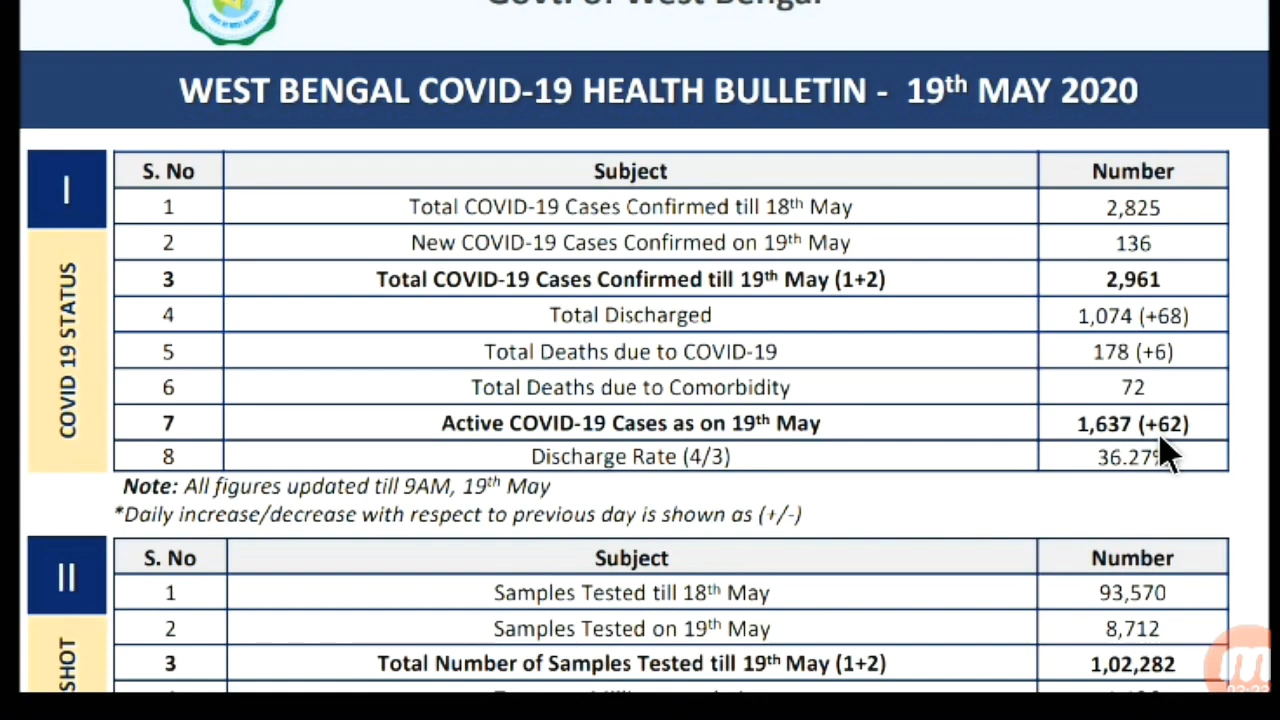 Govt. of West Bengal
WEST BENGAL COVID-19 HEALTH BULLETIN - 19th MAY 2020
I
COVID 19 STATUS
S. No Subject Number
1 Total COVID-19 Cases Confirmed till 18th May 2,825
2 New COVID-19 Cases Confirmed on 19th May 136
3 Total COVID-19 Cases Confirmed till 19th May (1+2) 2,961
4 Total Discharged 1,074 (+68)
5 Total Deaths due to COVID-19 178 (+6)
6 Total Deaths due to Comorbidity 72
7 Active COVID-19 Cases as on 19th May 1,637 (+62)
8 Discharge Rate (4/3) 36.27%
Note: All figures updated till 9AM, 19th May
*Daily increase/decrease with respect to previous day is shown as (+/-)
II
SHOT
S. No Subject Number
1 Samples Tested till 18th May 93,570
2 Samples Tested on 19th May 8,712
3 Total Number of Samples Tested till 19th May (1+2) 1,02,282